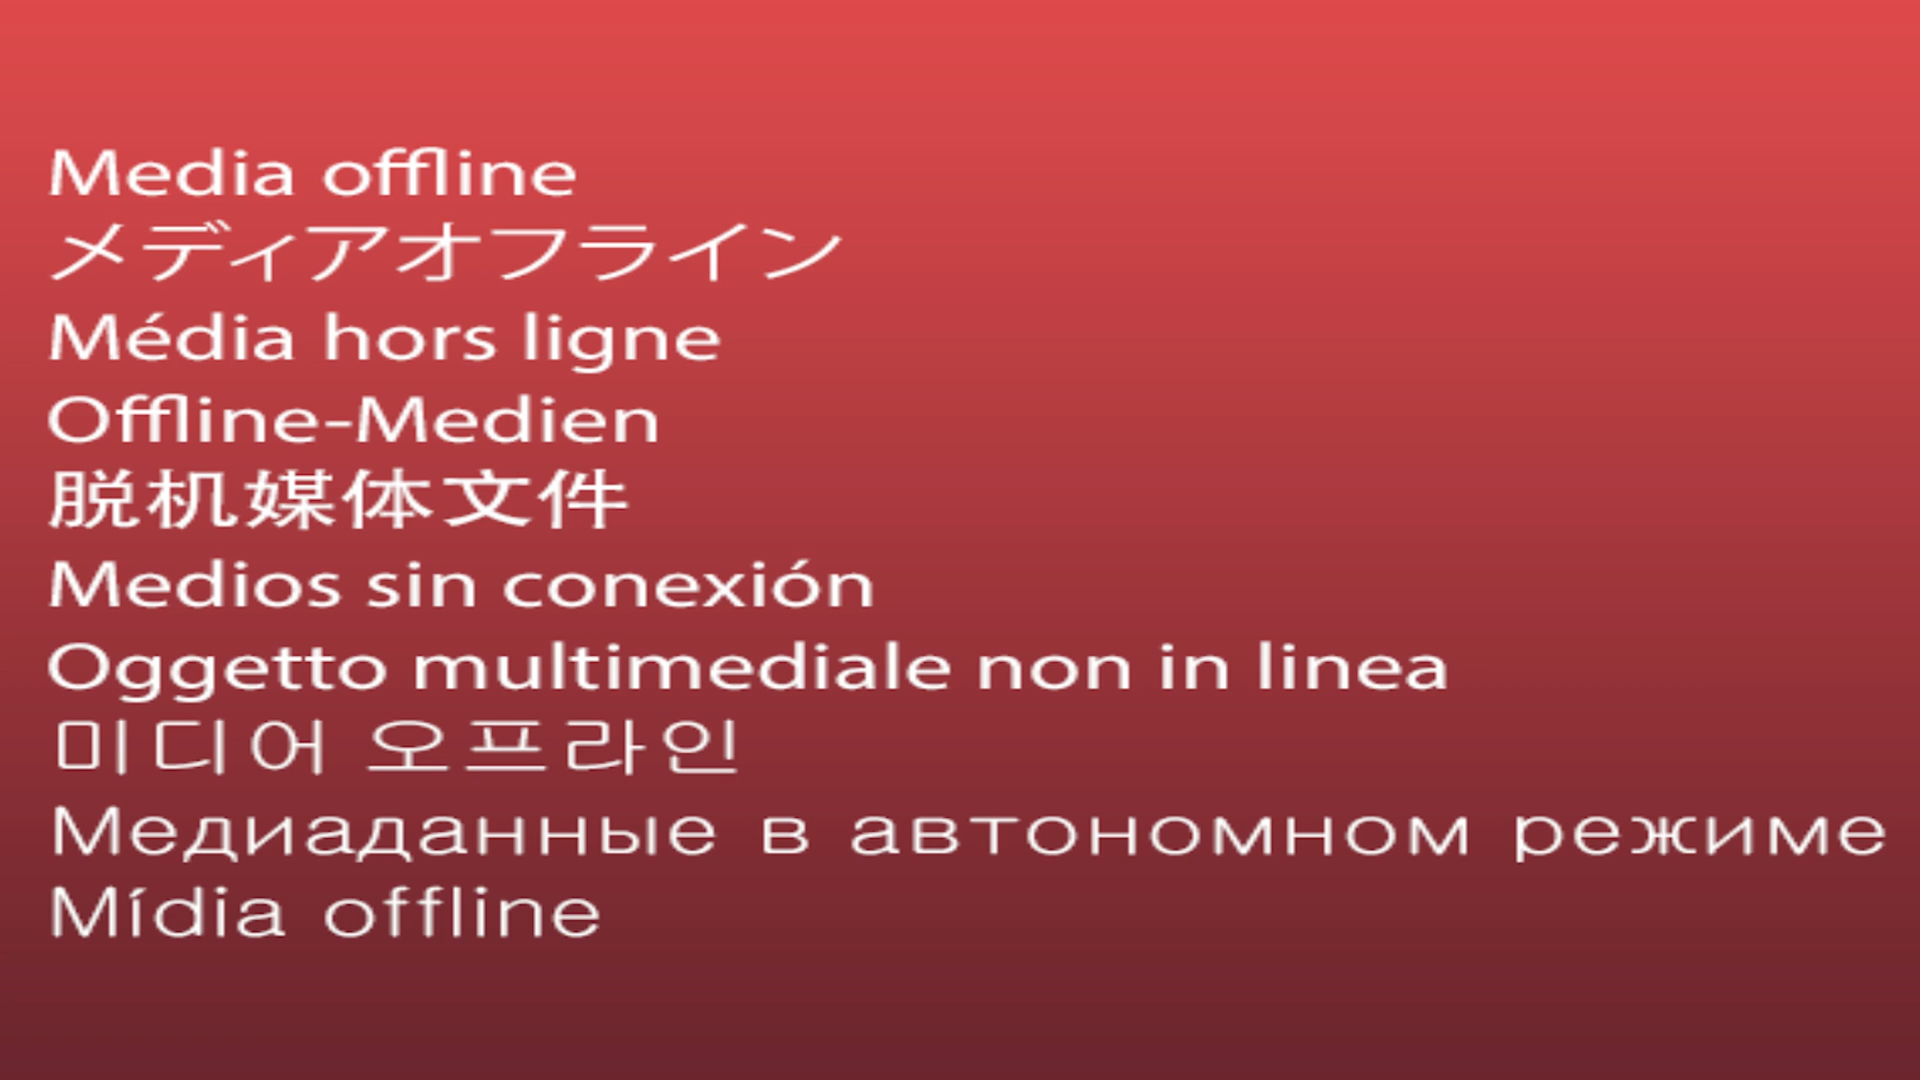 Media offline
メディアオフライン
Média hors ligne
Offline-Medien
脱机媒体文件
Medios sin conexión
Oggetto multimediale non in linea
미디어 오프라인
Медиаданные в автономном режиме
Mídia offline